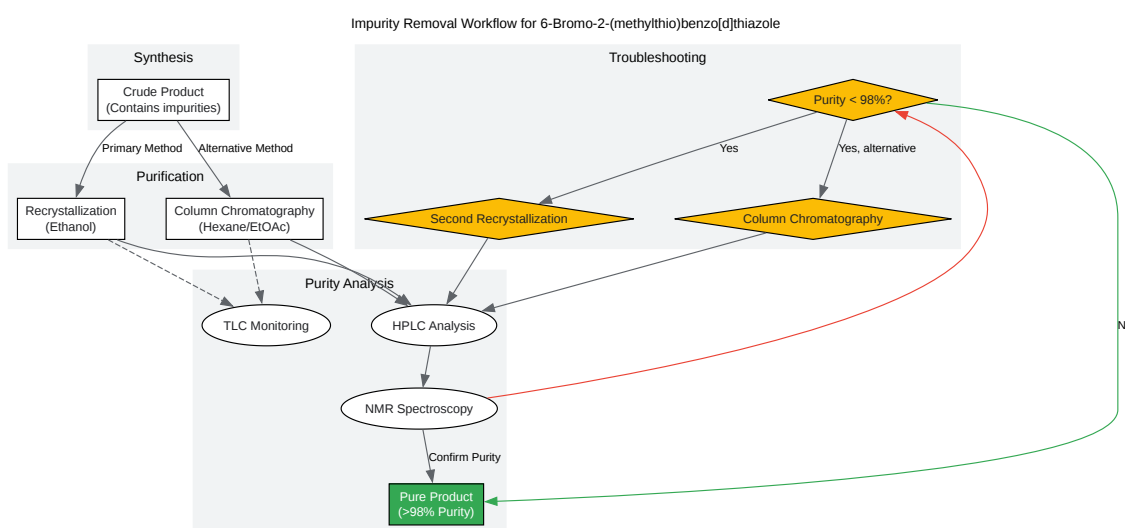 Impurity Removal Workflow for 6-Bromo-2-(methylthio)benzo[d]thiazole
Synthesis
Troubleshooting
Crude Product
(Contains impurities)
Purity < 98%?
Primary Method
Alternative Method
Yes
Yes, alternative
Purification
Recrystallization
(Ethanol)
Column Chromatography
(Hexane/EtOAc)
Second Recrystallization
Column Chromatography
Purity Analysis
TLC Monitoring
HPLC Analysis
N
NMR Spectroscopy
Confirm Purity
Pure Product
(>98% Purity)